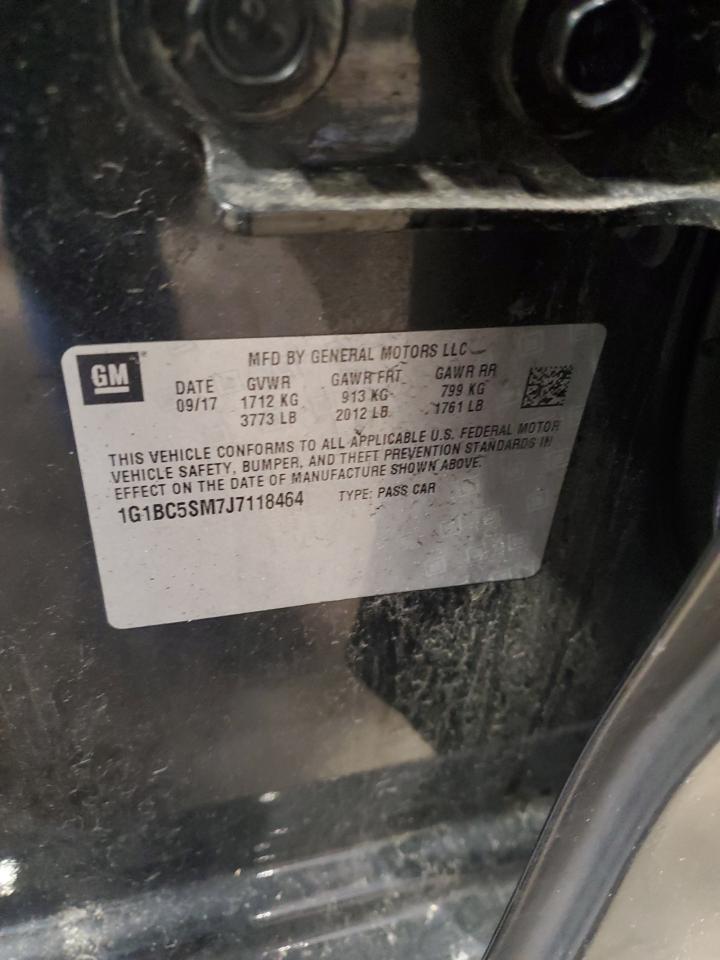 GM
MFD BY GENERAL MOTORS LLC
DATE GVWR GAWR FRT GAWR RR
09/17 1712 KG 913 KG 799 KG
3773 LB 2012 LB 1761 LB
THIS VEHICLE CONFORMS TO ALL APPLICABLE U.S. FEDERAL MOTOR
VEHICLE SAFETY, BUMPER, AND THEFT PREVENTION STANDARDS IN
EFFECT ON THE DATE OF MANUFACTURE SHOWN ABOVE.
1G1BC5SM7J7118464 TYPE: PASS CAR